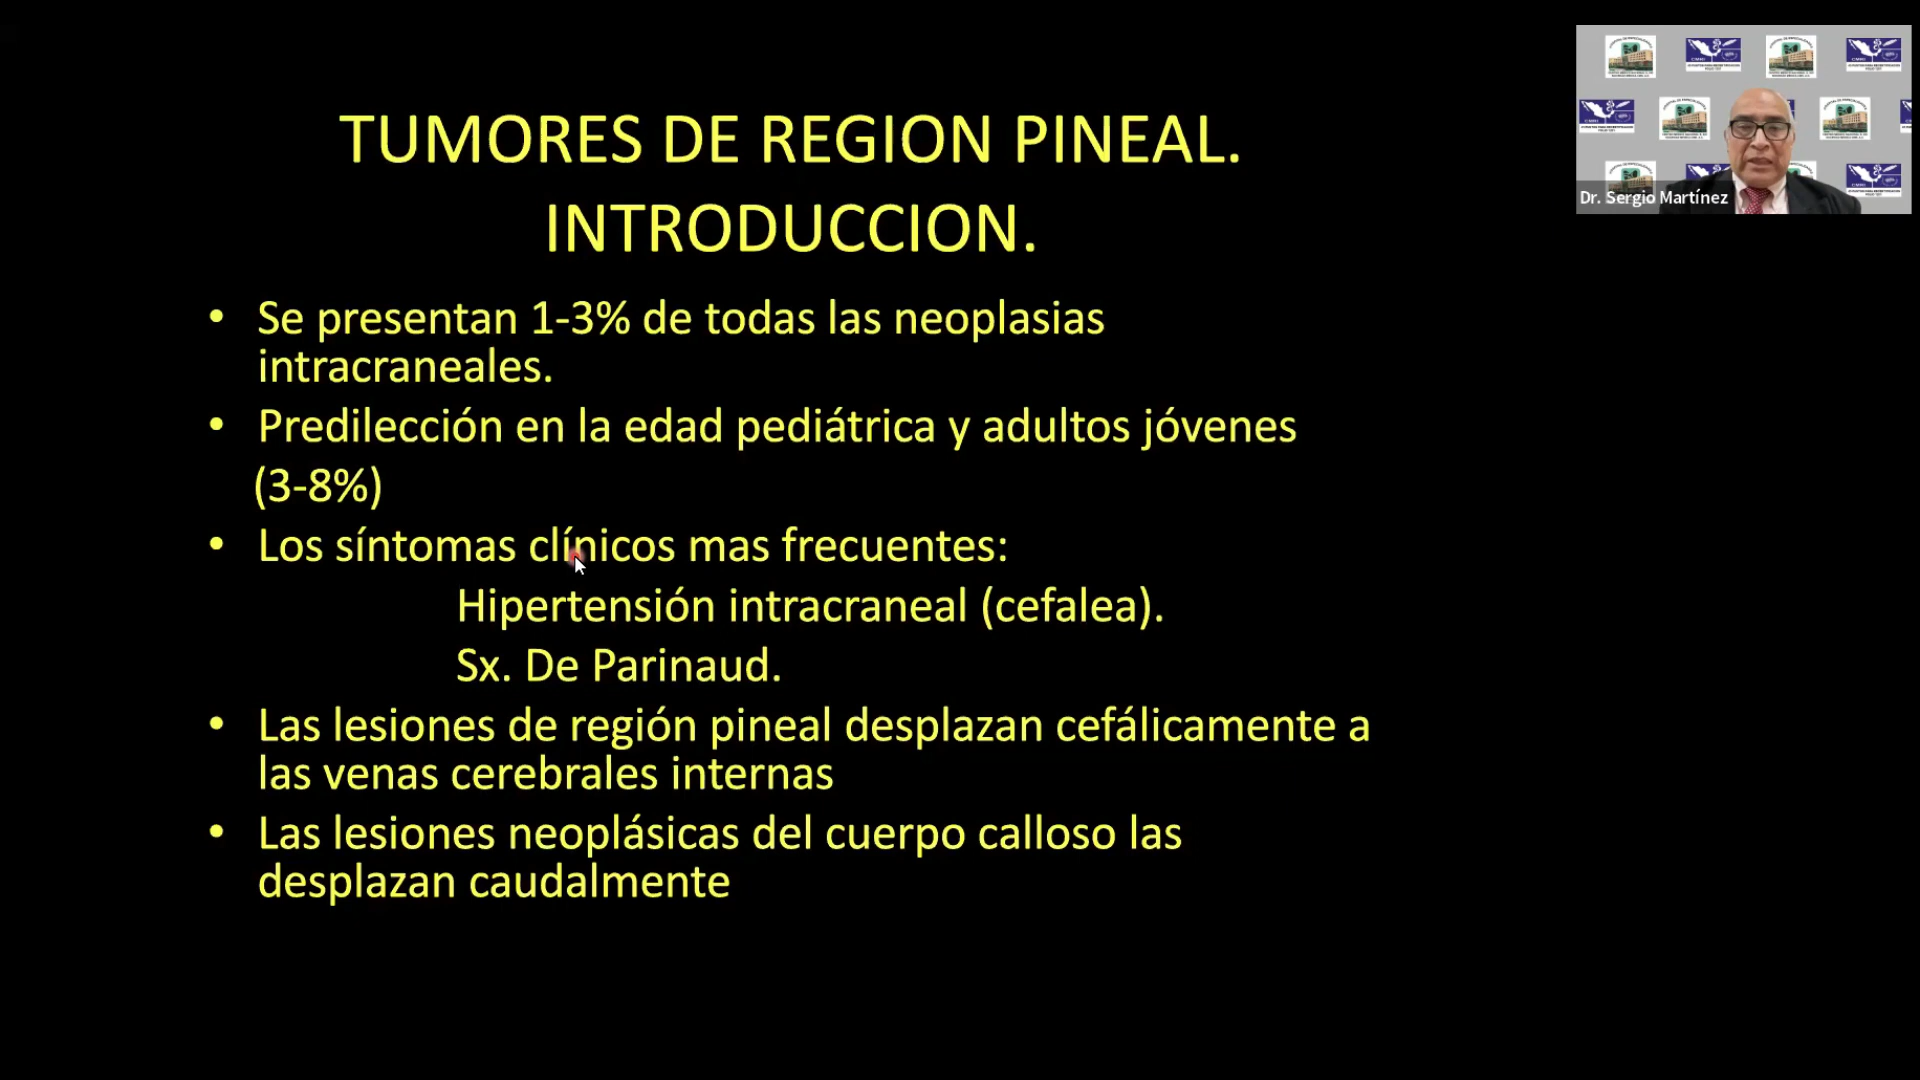 TUMORES DE REGION PINEAL.
INTRODUCCION.
• Se presentan 1-3% de todas las neoplasias
intracraneales.
• Predilección en la edad pediátrica y adultos jóvenes
(3-8%)
• Los síntomas clínicos mas frecuentes:
Hipertensión intracraneal (cefalea).
Sx. De Parinaud.
• Las lesiones de región pineal desplazan cefálicamente a
las venas cerebrales internas
• Las lesiones neoplásicas del cuerpo calloso las
desplazan caudalmente
Dr. Sergio Martínez
CMRI
CMRI
CMRI